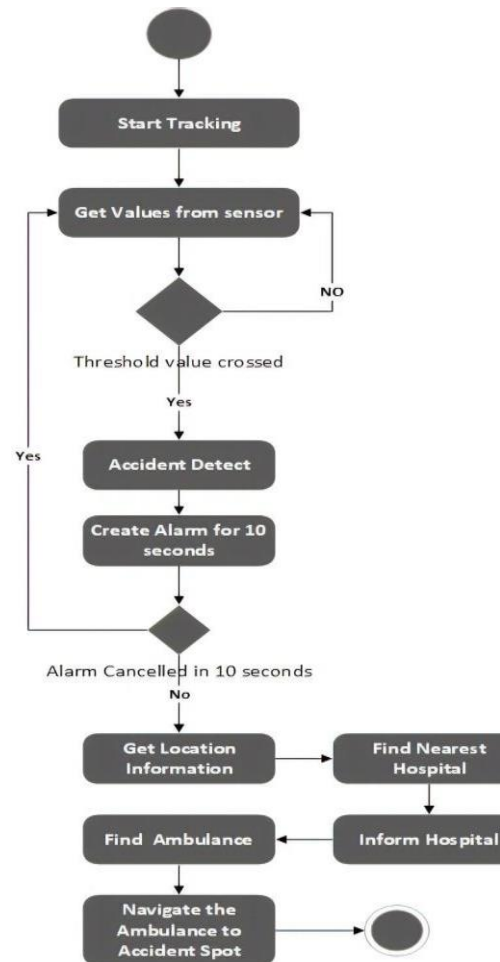 Start Tracking
Get Values from sensor
NO
Threshold value crossed
Yes
Yes
Accident Detect
Create Alarm for 10
seconds
Alarm Cancelled in 10 seconds
No
Get Location
Information
Find Nearest
Hospital
Find Ambulance
Inform Hospital
Navigate the
Ambulance to
Accident Spot